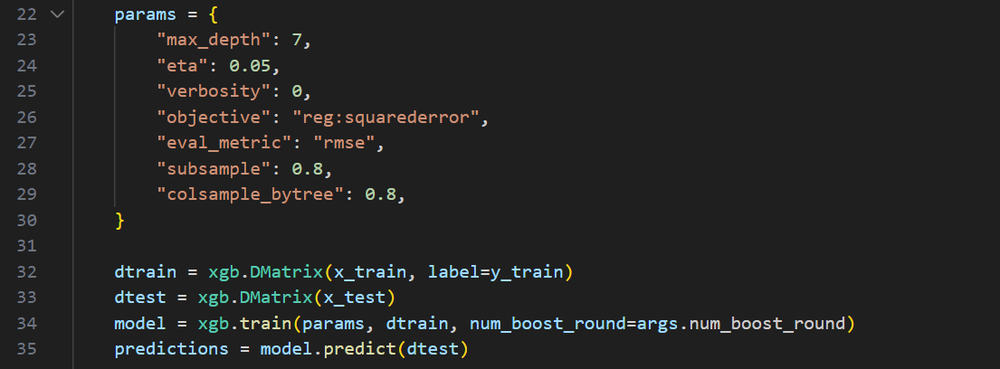 22 params = {
23 "max_depth": 7,
24 "eta": 0.05,
25 "verbosity": 0,
26 "objective": "reg:squarederror",
27 "eval_metric": "rmse",
28 "subsample": 0.8,
29 "colsample_bytree": 0.8,
30 }
31
32 dtrain = xgb.DMatrix(x_train, label=y_train)
33 dtest = xgb.DMatrix(x_test)
34 model = xgb.train(params, dtrain, num_boost_round=args.num_boost_round)
35 predictions = model.predict(dtest)